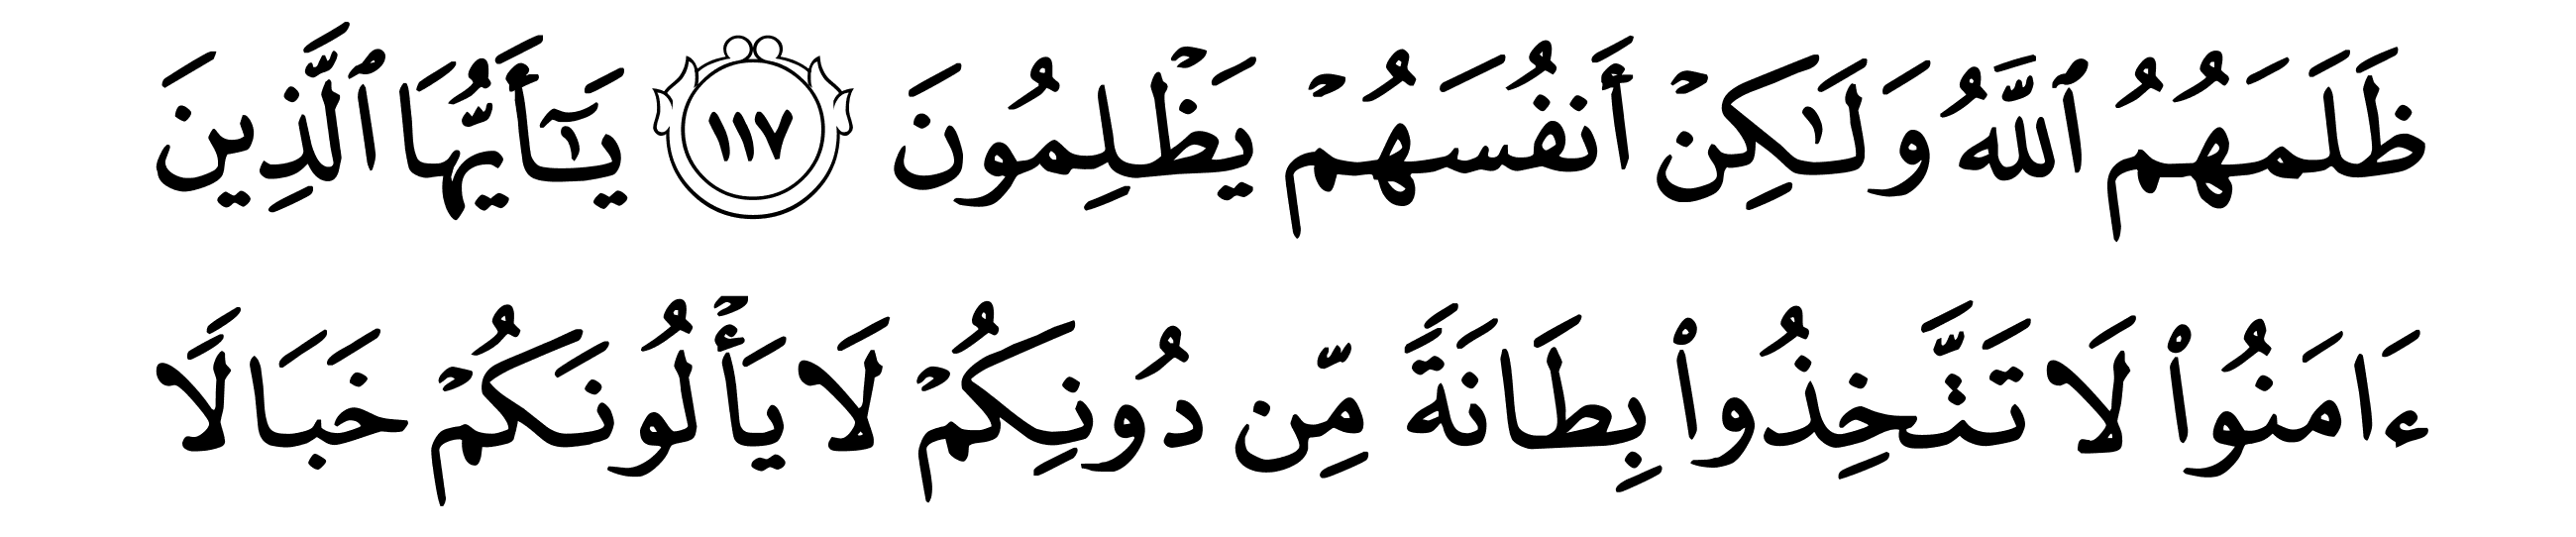 ظَلَمَهُمُ ٱللَّهُ وَلَـٰكِنۡ أَنفُسَهُمۡ يَظۡلِمُونَ ١١٧ يَـٰٓأَيُّهَا ٱلَّذِينَ
ءَامَنُواْ لَا تَتَّخِذُواْ بِطَانَةً مِّن دُونِكُمۡ لَا يَأۡلُونَكُمۡ خَبَالًا